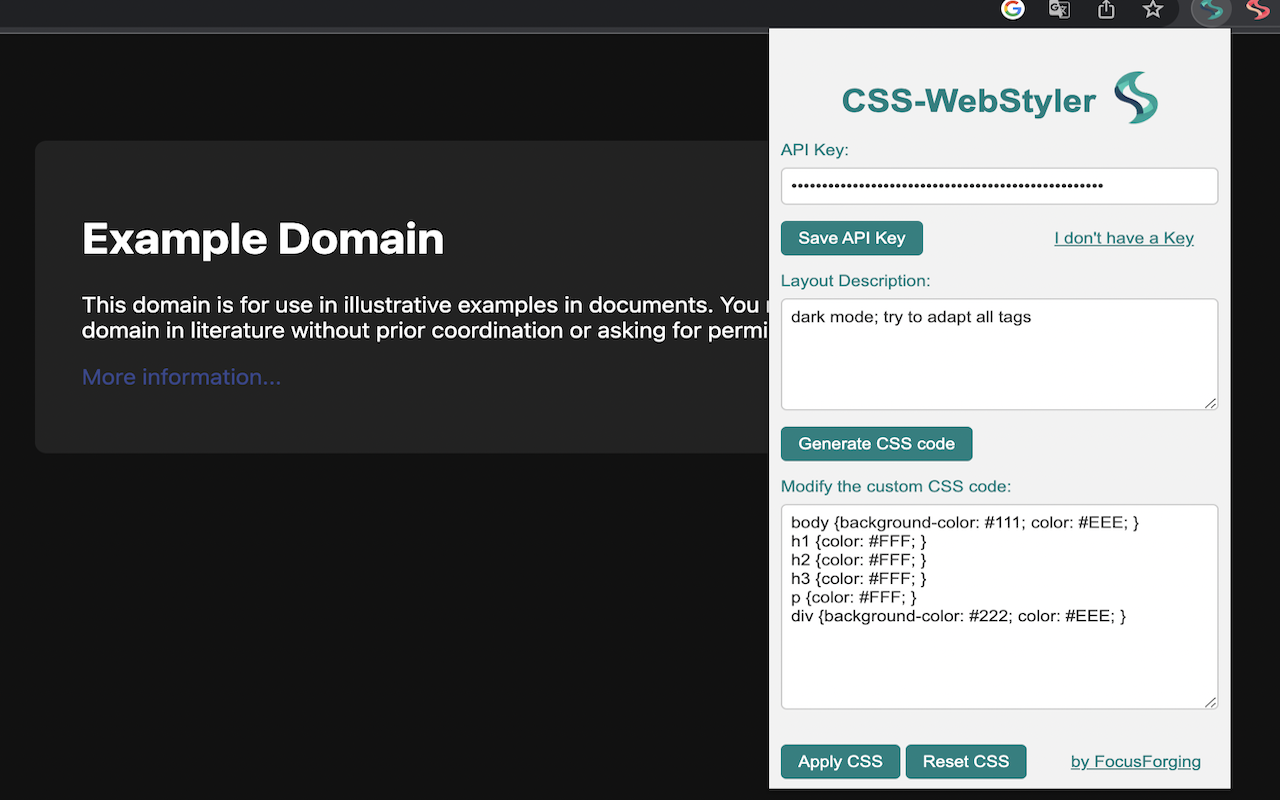 CSS-WebStyler
API Key:
Save API Key
I don't have a Key
Layout Description:
dark mode; try to adapt all tags
Generate CSS code
Modify the custom CSS code:
body {background-color: #111; color: #EEE; }
h1 {color: #FFF; }
h2 {color: #FFF; }
h3 {color: #FFF; }
p {color: #FFF; }
div {background-color: #222; color: #EEE; }
Apply CSS
Reset CSS
by FocusForging
Example Domain
This domain is for use in illustrative examples in documents. You
domain in literature without prior coordination or asking for permi
More information...